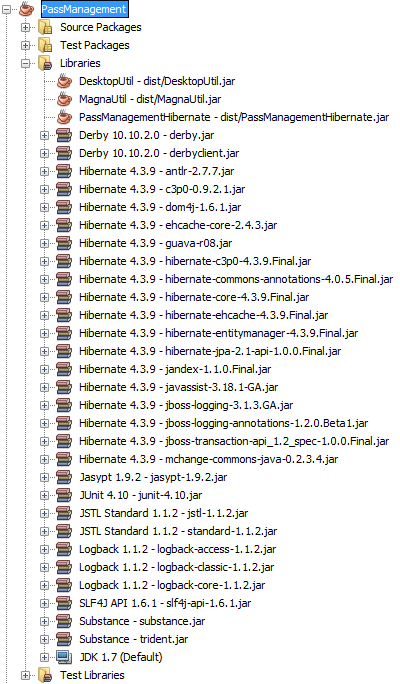 PassManagement
Source Packages
Test Packages
Libraries
DesktopUtil - dist/DesktopUtil.jar
MagnaUtil - dist/MagnaUtil.jar
PassManagementHibernate - dist/PassManagementHibernate.jar
Derby 10.10.2.0 - derby.jar
Derby 10.10.2.0 - derbyclient.jar
Hibernate 4.3.9 - antlr-2.7.7.jar
Hibernate 4.3.9 - c3p0-0.9.2.1.jar
Hibernate 4.3.9 - dom4j-1.6.1.jar
Hibernate 4.3.9 - ehcache-core-2.4.3.jar
Hibernate 4.3.9 - guava-r08.jar
Hibernate 4.3.9 - hibernate-c3p0-4.3.9.Final.jar
Hibernate 4.3.9 - hibernate-commons-annotations-4.0.5.Final.jar
Hibernate 4.3.9 - hibernate-core-4.3.9.Final.jar
Hibernate 4.3.9 - hibernate-ehcache-4.3.9.Final.jar
Hibernate 4.3.9 - hibernate-entitymanager-4.3.9.Final.jar
Hibernate 4.3.9 - hibernate-jpa-2.1-api-1.0.0.Final.jar
Hibernate 4.3.9 - jandex-1.1.0.Final.jar
Hibernate 4.3.9 - javassist-3.18.1-GA.jar
Hibernate 4.3.9 - jboss-logging-3.1.3.GA.jar
Hibernate 4.3.9 - jboss-logging-annotations-1.2.0.Beta1.jar
Hibernate 4.3.9 - jboss-transaction-api_1.2_spec-1.0.0.Final.jar
Hibernate 4.3.9 - mchange-commons-java-0.2.3.4.jar
Jasypt 1.9.2 - jasypt-1.9.2.jar
JUnit 4.10 - junit-4.10.jar
JSTL Standard 1.1.2 - jstl-1.1.2.jar
JSTL Standard 1.1.2 - standard-1.1.2.jar
Logback 1.1.2 - logback-access-1.1.2.jar
Logback 1.1.2 - logback-classic-1.1.2.jar
Logback 1.1.2 - logback-core-1.1.2.jar
SLF4J API 1.6.1 - slf4j-api-1.6.1.jar
Substance - substance.jar
Substance - trident.jar
JDK 1.7 (Default)
Test Libraries